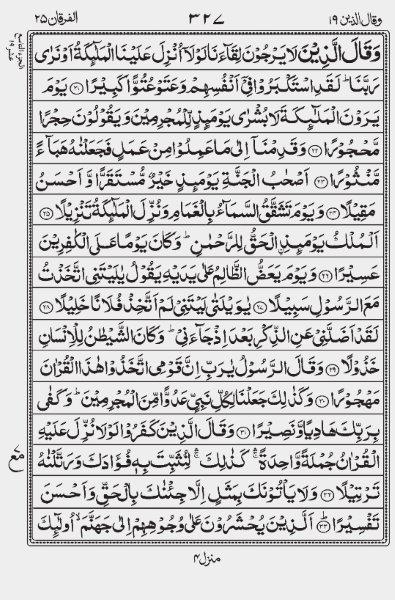 وقال الذين ۱۹ ۳۲۷ الفرقان ۲۵
وَقَالَ الَّذِيْنَ لَا يَرْجُوْنَ لِقَآءَنَا لَوْلَآ اُنْزِلَ عَلَيْنَا الْمَلٰٓئِكَةُ اَوْ نَرٰى
رَبَّنَا ؕ لَقَدِ اسْتَكْبَرُوْا فِيْٓ اَنْفُسِهِمْ وَعَتَوْ عُتُوًّا كَبِيْرًا ﴿۲۱﴾ يَوْمَ
يَرَوْنَ الْمَلٰٓئِكَةَ لَا بُشْرٰى يَوْمَئِذٍ لِّلْمُجْرِمِيْنَ وَيَقُوْلُوْنَ حِجْرًا
مَّحْجُوْرًا ﴿۲۲﴾ وَقَدِمْنَآ اِلٰى مَا عَمِلُوْا مِنْ عَمَلٍ فَجَعَلْنٰهُ هَبَآءً
مَّنْثُوْرًا ﴿۲۳﴾ اَصْحٰبُ الْجَنَّةِ يَوْمَئِذٍ خَيْرٌ مُّسْتَقَرًّا وَّاَحْسَنُ
مَقِيْلًا ﴿۲۴﴾ وَيَوْمَ تَشَقَّقُ السَّمَآءُ بِالْغَمَامِ وَنُزِّلَ الْمَلٰٓئِكَةُ تَنْزِيْلًا ﴿۲۵﴾
اَلْمُلْكُ يَوْمَئِذِ ۨالْحَقُّ لِلرَّحْمٰنِ ؕ وَكَانَ يَوْمًا عَلَى الْكٰفِرِيْنَ
عَسِيْرًا ﴿۲۶﴾ وَيَوْمَ يَعَضُّ الظَّالِمُ عَلٰى يَدَيْهِ يَقُوْلُ يٰلَيْتَنِى اتَّخَذْتُ
مَعَ الرَّسُوْلِ سَبِيْلًا ﴿۲۷﴾ يٰوَيْلَتٰى لَيْتَنِيْ لَمْ اَتَّخِذْ فُلَانًا خَلِيْلًا ﴿۲۸﴾
لَقَدْ اَضَلَّنِيْ عَنِ الذِّكْرِ بَعْدَ اِذْ جَآءَنِيْ ؕ وَكَانَ الشَّيْطٰنُ لِلْاِنْسَانِ
خَذُوْلًا ﴿۲۹﴾ وَقَالَ الرَّسُوْلُ يٰرَبِّ اِنَّ قَوْمِى اتَّخَذُوْا هٰذَا الْقُرْاٰنَ
مَهْجُوْرًا ﴿۳۰﴾ وَكَذٰلِكَ جَعَلْنَا لِكُلِّ نَبِيٍّ عَدُوًّا مِّنَ الْمُجْرِمِيْنَ ؕ وَكَفٰى
بِرَبِّكَ هَادِيًا وَّنَصِيْرًا ﴿۳۱﴾ وَقَالَ الَّذِيْنَ كَفَرُوْا لَوْلَا نُزِّلَ عَلَيْهِ
الْقُرْاٰنُ جُمْلَةً وَّاحِدَةً ۛۚ كَذٰلِكَ ۛۚ لِنُثَبِّتَ بِهٖ فُؤَادَكَ وَرَتَّلْنٰهُ
تَرْتِيْلًا ﴿۳۲﴾ وَلَا يَاْتُوْنَكَ بِمَثَلٍ اِلَّا جِئْنٰكَ بِالْحَقِّ وَاَحْسَنَ
تَفْسِيْرًا ﴿۳۳﴾ اَلَّذِيْنَ يُحْشَرُوْنَ عَلٰى وُجُوْهِهِمْ اِلٰى جَهَنَّمَ ۙ اُولٰٓئِكَ
منزل ۴